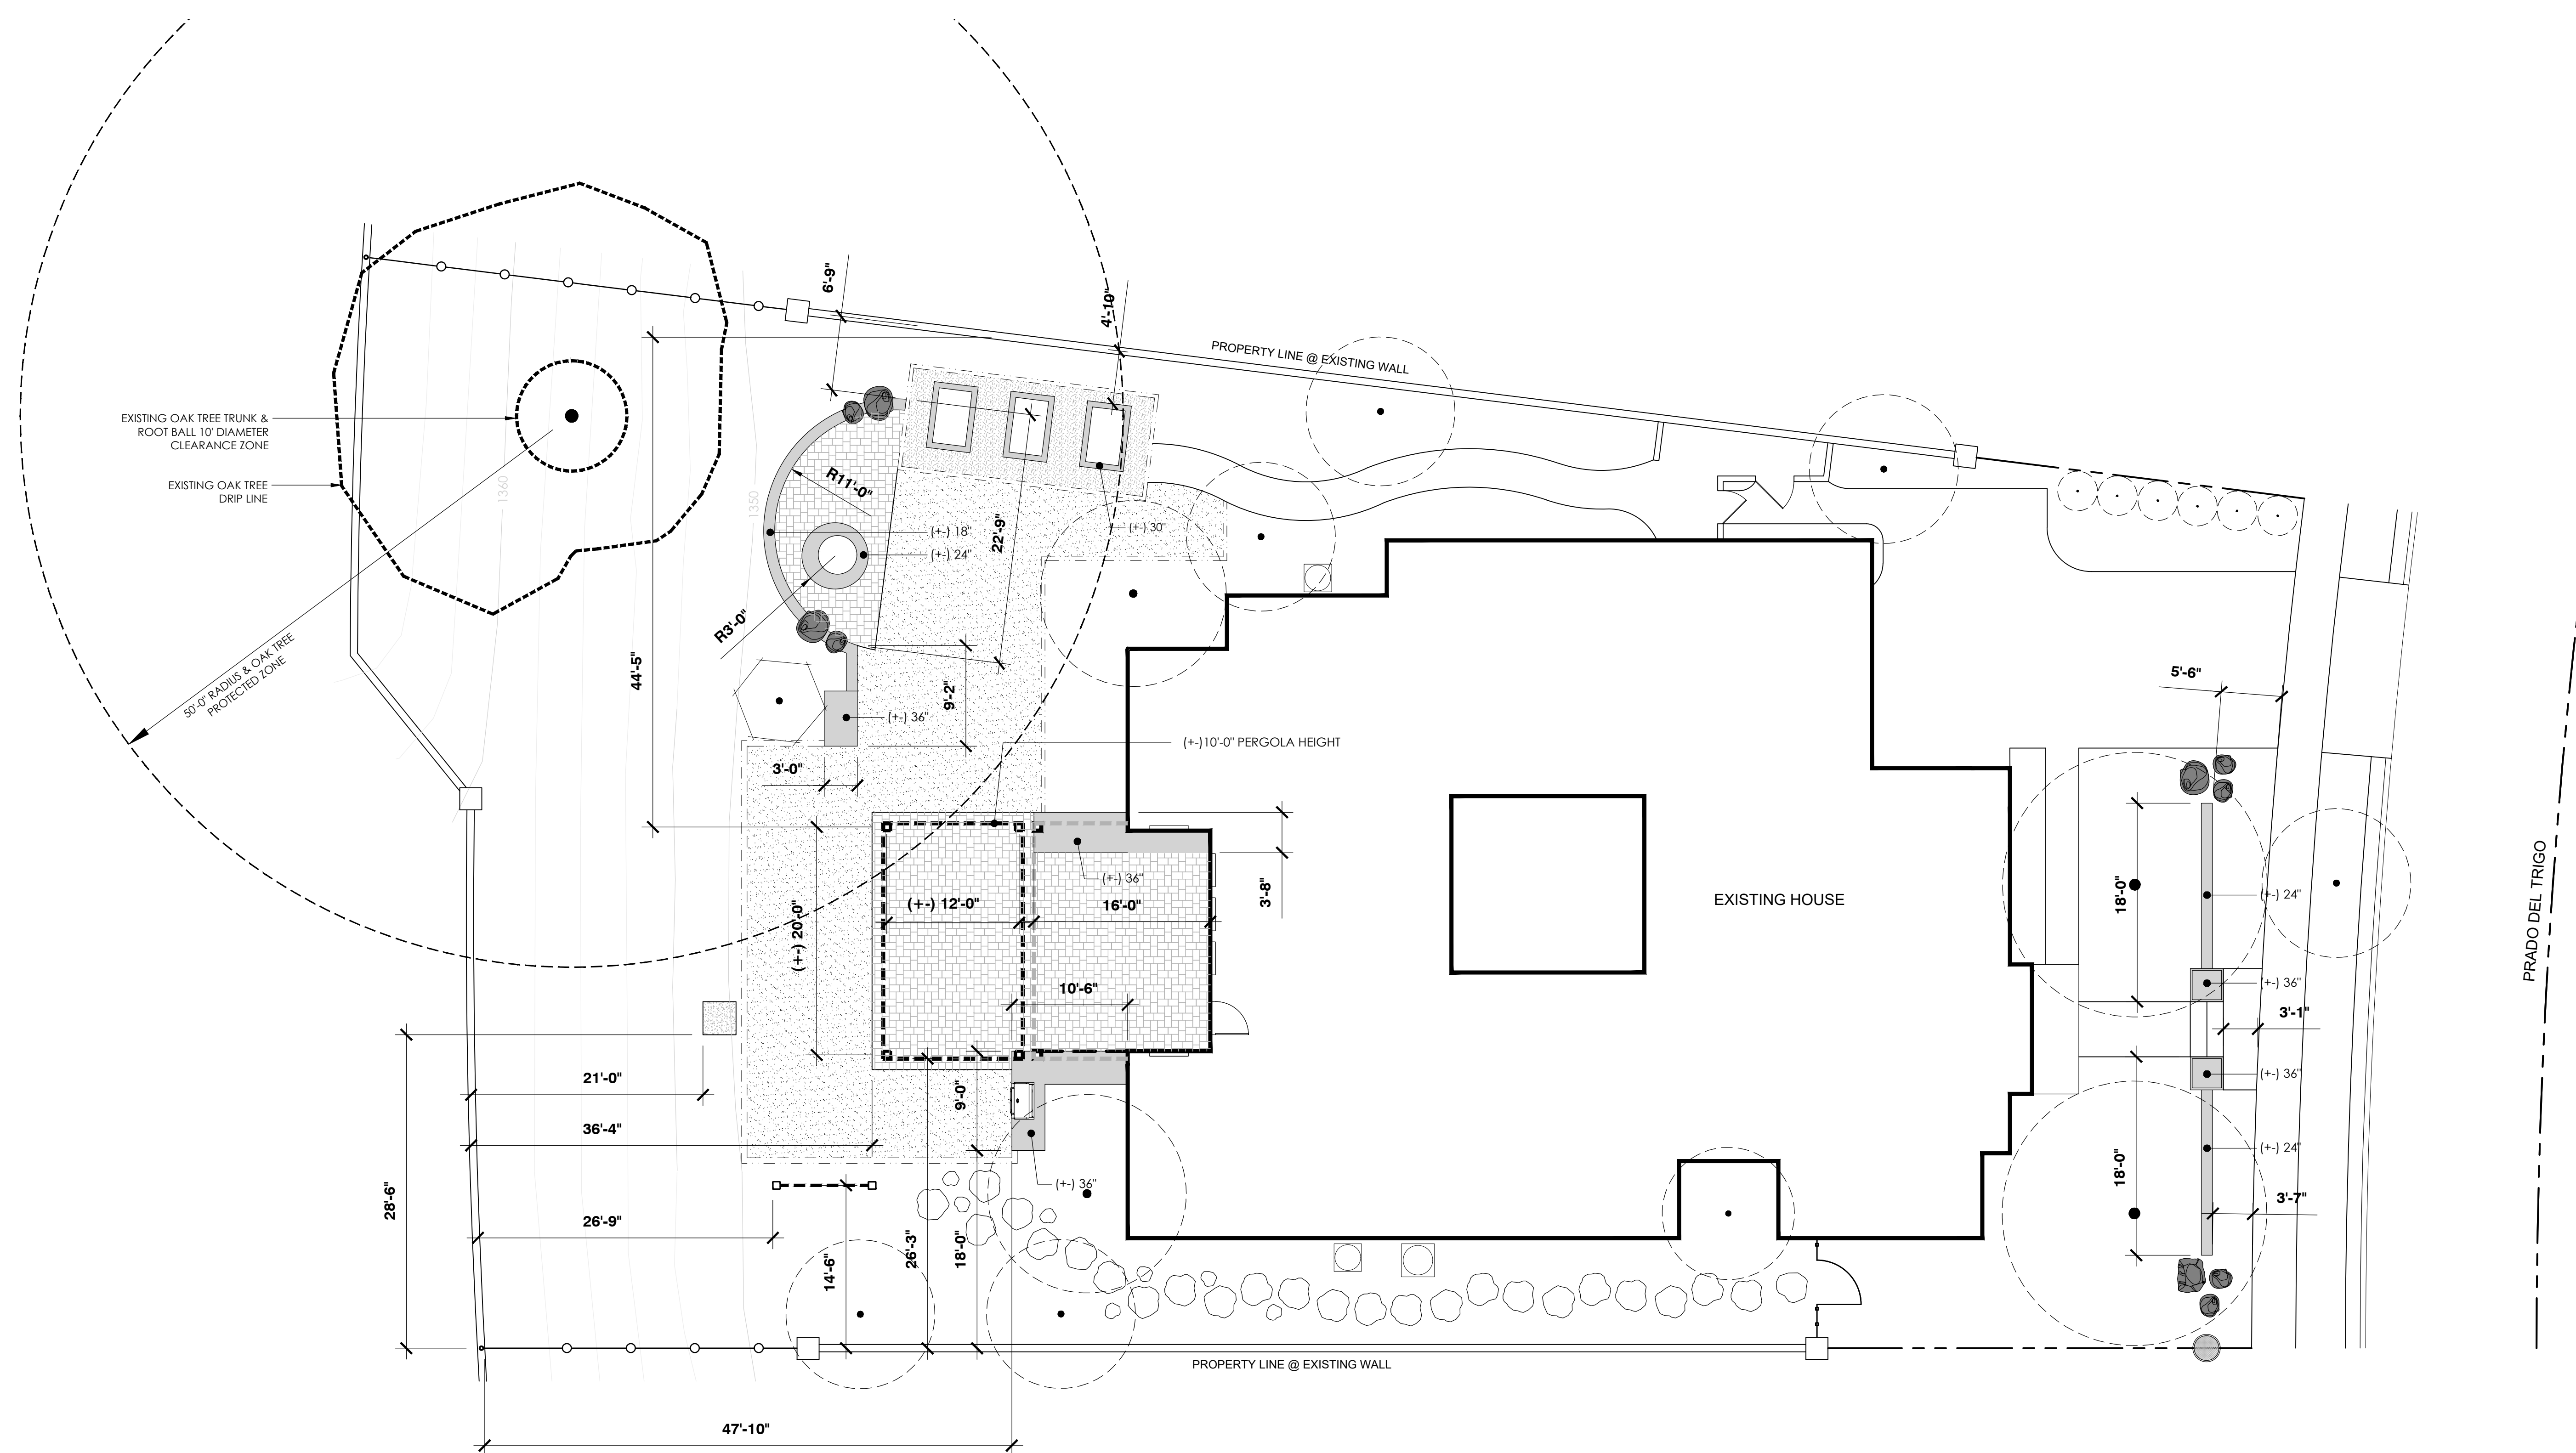 6'-9"
4'-10"
PROPERTY LINE @ EXISTING WALL
EXISTING OAK TREE TRUNK &
ROOT BALL 10' DIAMETER
CLEARANCE ZONE
EXISTING OAK TREE
DRIP LINE
1360
1350
R11'-0"
(+-) 18"
(+-) 24"
22'-9"
(+-) 30"
R3'-0"
50'-0" RADIUS & OAK TREE
PROTECTED ZONE
44'-5"
9'-2"
(+-) 36"
(+-)10'-0" PERGOLA HEIGHT
3'-0"
5'-6"
(+-) 36"
3'-8"
(+-) 12'-0"
16'-0"
(+-) 20'-0"
EXISTING HOUSE
18'-0"
(+-) 24"
PRADO DEL TRIGO
10'-6"
(+-) 36"
3'-1"
21'-0"
9'-0"
(+-) 36"
36'-4"
(+-) 24"
18'-0"
28'-6"
(+-) 36"
3'-7"
26'-9"
14'-6"
26'-3"
18'-0"
PROPERTY LINE @ EXISTING WALL
47'-10"